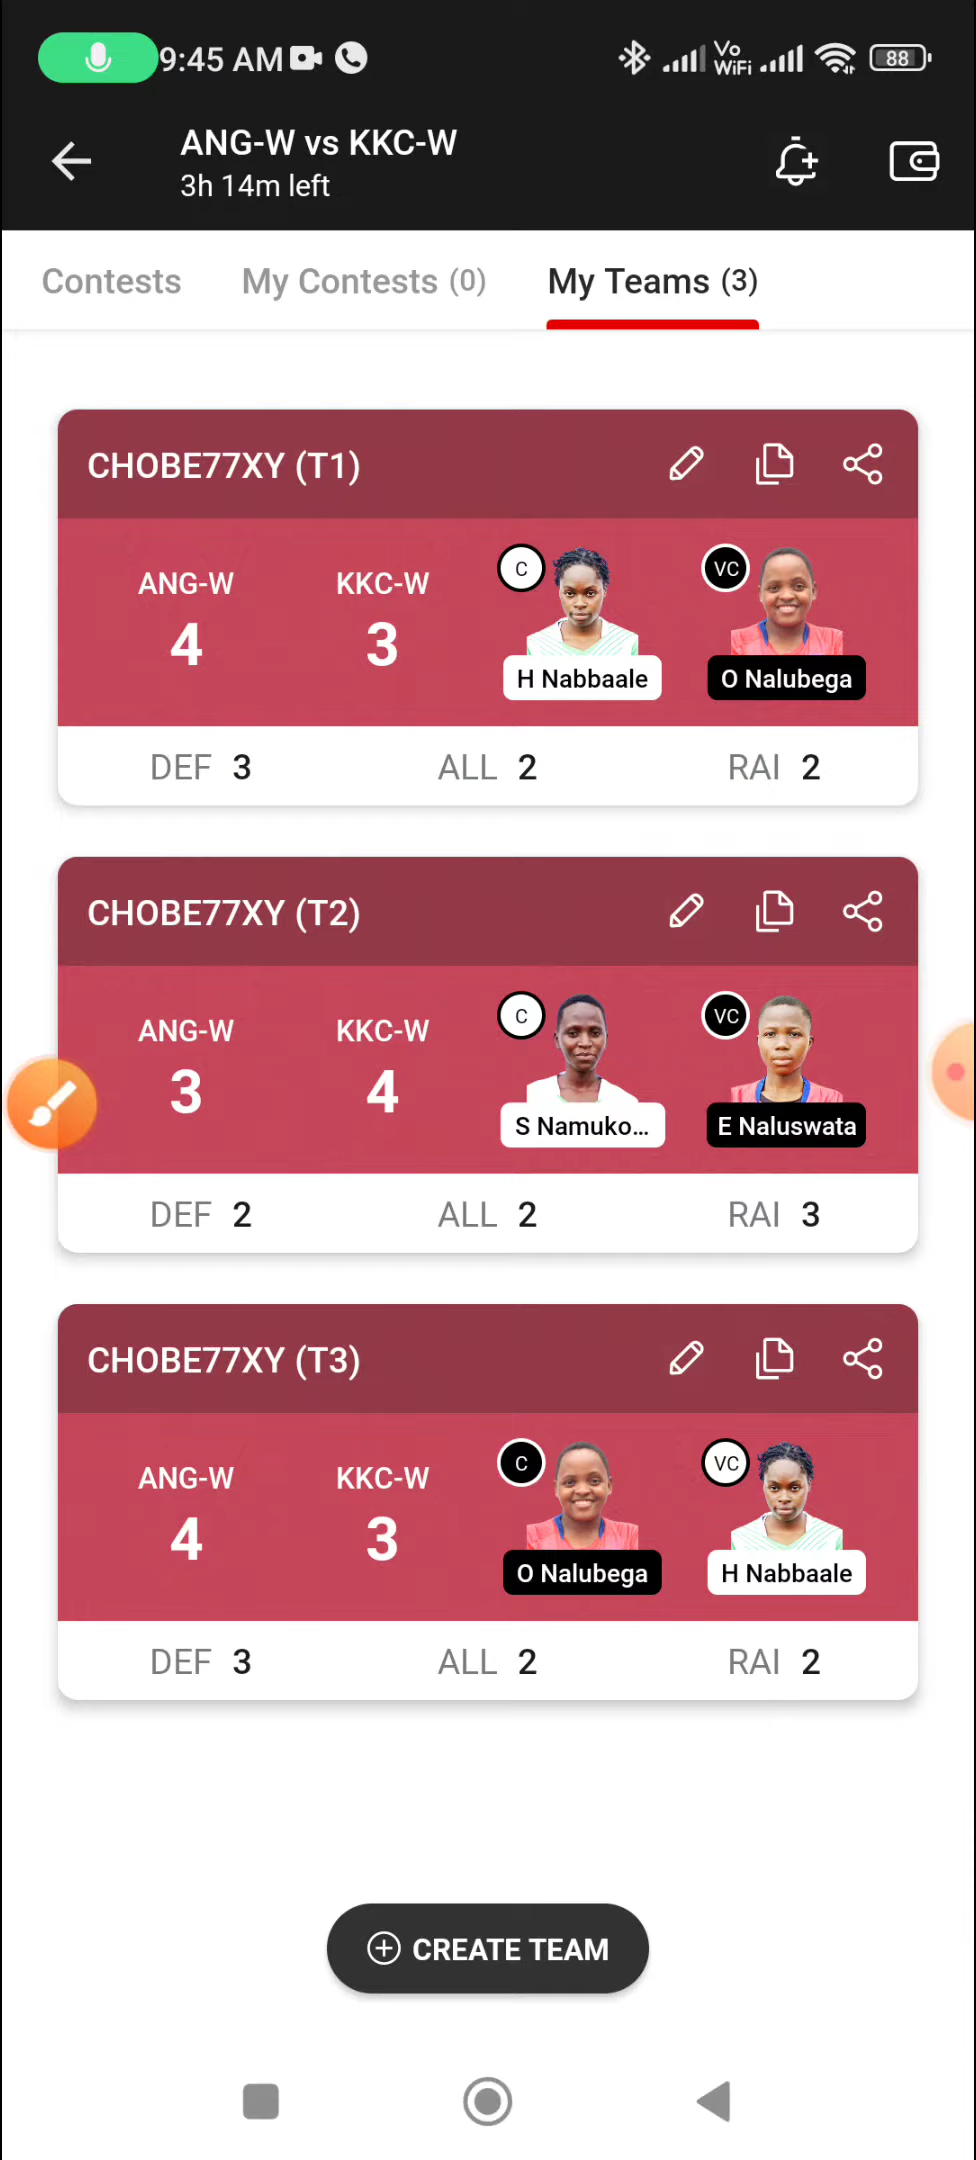 9:45 AM
Vo WiFi
88
ANG-W vs KKC-W
3h 14m left
Contests My Contests (0) My Teams (3)
CHOBE77XY (T1)
ANG-W KKC-W C VC
4 3
H Nabbaale O Nalubega
DEF 3 ALL 2 RAI 2
CHOBE77XY (T2)
ANG-W KKC-W C VC
3 4
S Namuko... E Naluswata
DEF 2 ALL 2 RAI 3
CHOBE77XY (T3)
ANG-W KKC-W C VC
4 3
O Nalubega H Nabbaale
DEF 3 ALL 2 RAI 2
CREATE TEAM